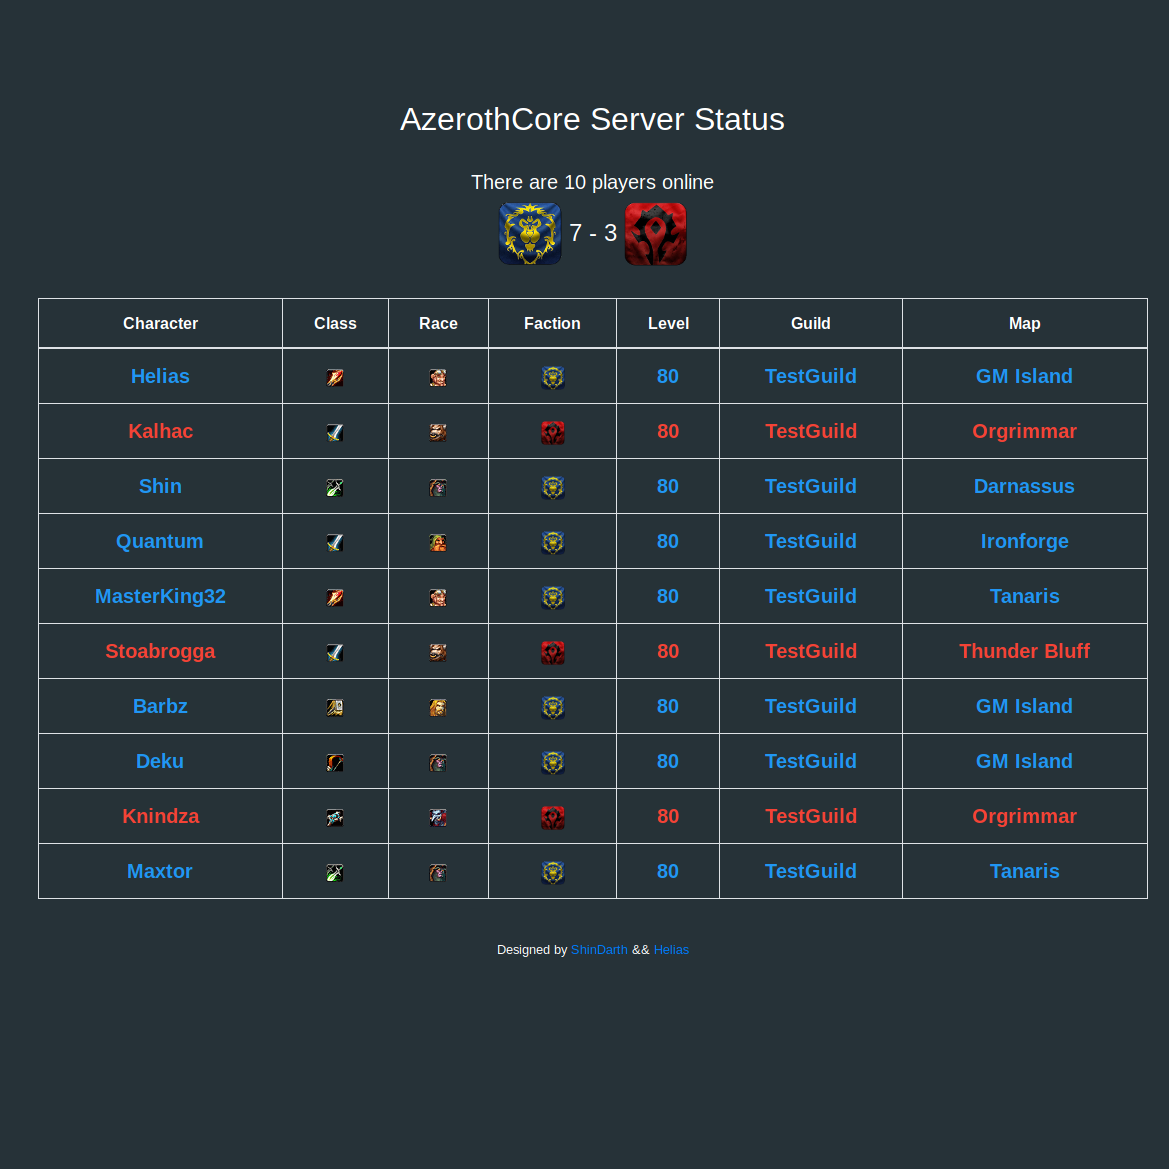 AzerothCore Server Status
There are 10 players online
7 - 3
Character Class Race Faction Level Guild Map
Helias 80 TestGuild GM Island
Kalhac 80 TestGuild Orgrimmar
Shin 80 TestGuild Darnassus
Quantum 80 TestGuild Ironforge
MasterKing32 80 TestGuild Tanaris
Stoabrogga 80 TestGuild Thunder Bluff
Barbz 80 TestGuild GM Island
Deku 80 TestGuild GM Island
Knindza 80 TestGuild Orgrimmar
Maxtor 80 TestGuild Tanaris
Designed by ShinDarth && Helias